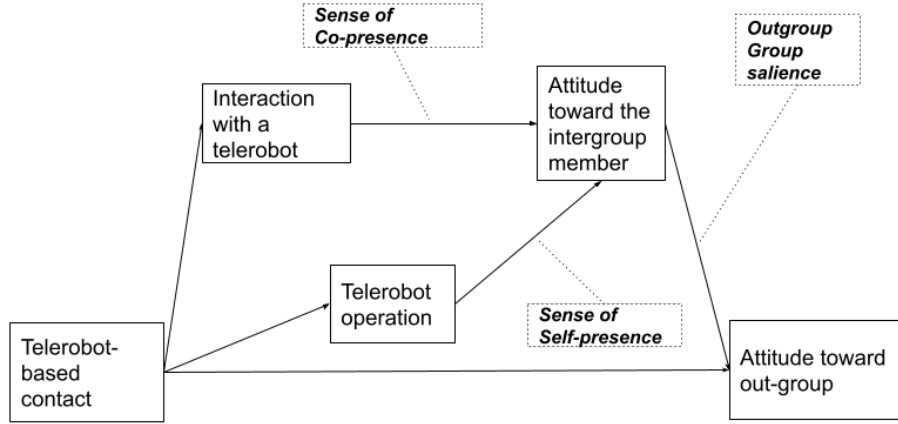 Sense of
Co-presence
Outgroup
Group
salience
Interaction
with a
telerobot
Attitude
toward the
intergroup
member
Telerobot
operation
Sense of
Self-presence
Telerobot-
based
contact
Attitude toward
out-group